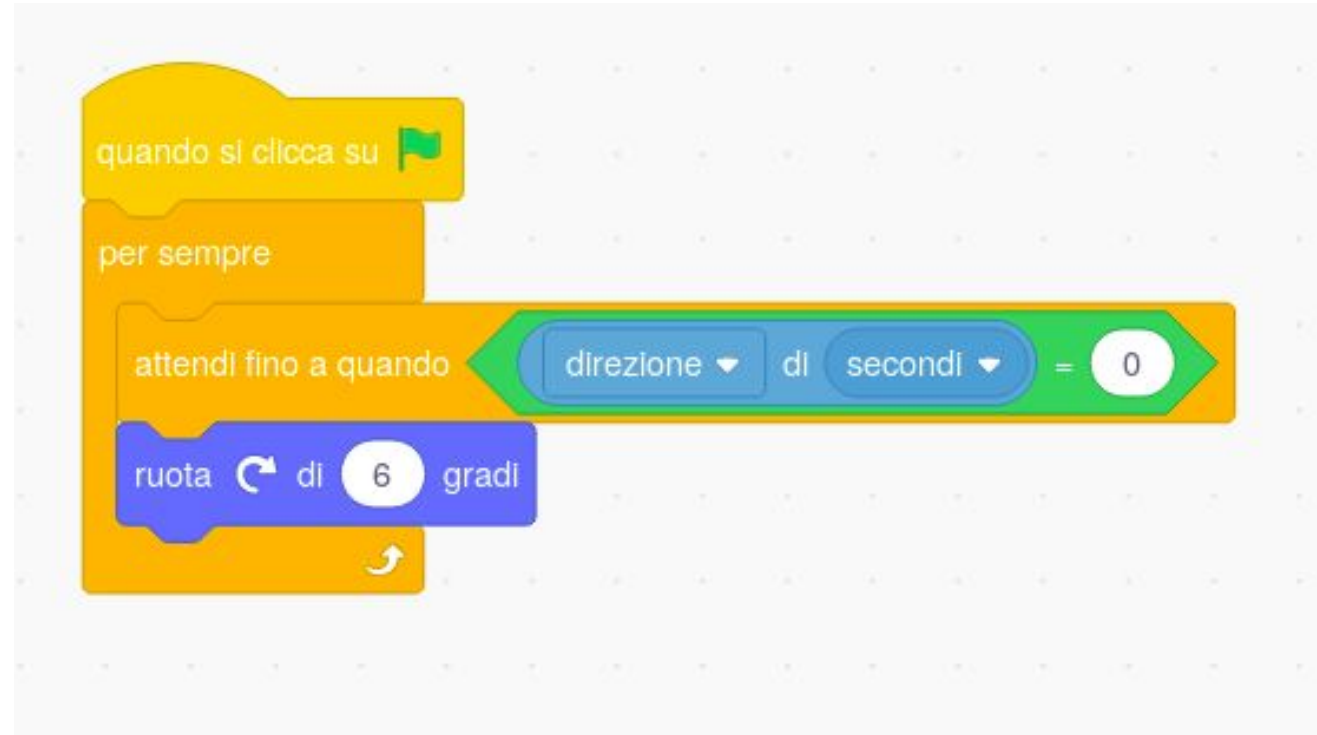 quando si clicca su
per sempre
attendi fino a quando direzione di secondi = 0
ruota di 6 gradi